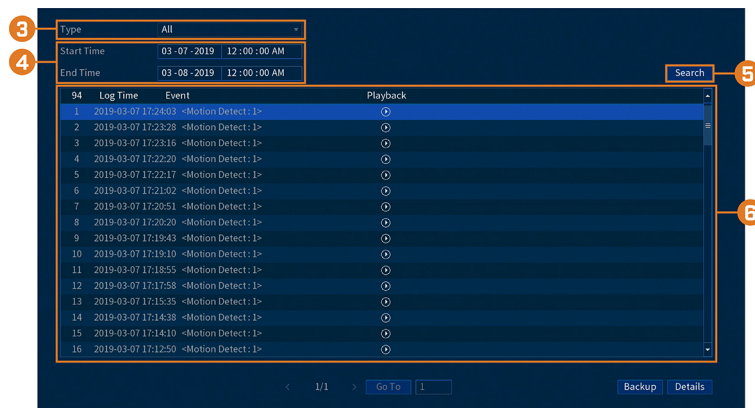 3 Type All
Start Time 03 - 07 - 2019 12 : 00 : 00 AM
4
End Time 03 - 08 - 2019 12 : 00 : 00 AM
Search 5
94 Log Time Event Playback
1 2019-03-07 17:24:03 <Motion Detect : 1>
2 2019-03-07 17:23:28 <Motion Detect : 1>
3 2019-03-07 17:23:16 <Motion Detect : 1>
4 2019-03-07 17:22:20 <Motion Detect : 1>
5 2019-03-07 17:22:17 <Motion Detect : 1>
6 2019-03-07 17:21:02 <Motion Detect : 1>
7 2019-03-07 17:20:51 <Motion Detect : 1>
6
8 2019-03-07 17:20:20 <Motion Detect : 1>
9 2019-03-07 17:19:43 <Motion Detect : 1>
10 2019-03-07 17:19:10 <Motion Detect : 1>
11 2019-03-07 17:18:55 <Motion Detect : 1>
12 2019-03-07 17:17:58 <Motion Detect : 1>
13 2019-03-07 17:15:35 <Motion Detect : 1>
14 2019-03-07 17:14:38 <Motion Detect : 1>
15 2019-03-07 17:14:10 <Motion Detect : 1>
16 2019-03-07 17:12:50 <Motion Detect : 1>
< 1/1 > Go To 1 Backup Details